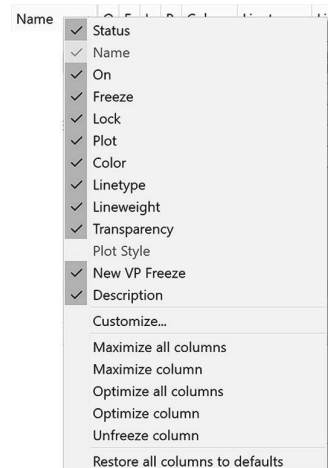 Name
Status
Name
On
Freeze
Lock
Plot
Color
Linetype
Lineweight
Transparency
Plot Style
New VP Freeze
Description
Customize...
Maximize all columns
Maximize column
Optimize all columns
Optimize column
Unfreeze column
Restore all columns to defaults